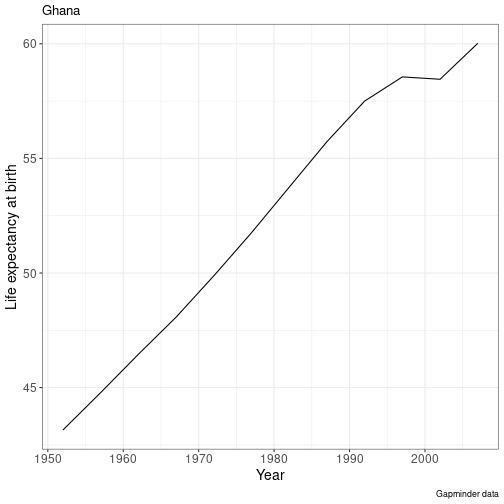 Ghana
60
55
50
45
Life expectancy at birth
1950 1960 1970 1980 1990 2000
Year
Gapminder data